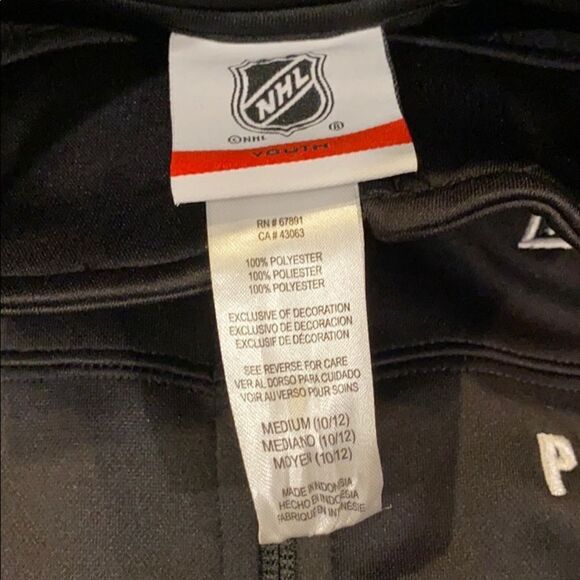 NHL
©NHL ®
YOUTH
RN # 67891
CA # 43063
100% POLYESTER
100% POLIESTER
100% POLYESTER
EXCLUSIVE OF DECORATION
EXCLUSIVO DE DECORACION
EXCLUSIF DE DÉCORATION
SEE REVERSE FOR CARE
VER AL DORSO PARA CUIDADO
VOIR AU VERSO POUR SOINS
MEDIUM (10/12)
MEDIANO (10/12)
MOYEN (10/12)
MADE IN INDONESIA
HECHO EN INDONESIA
FABRIQUÉ EN INDONÉSIE
P